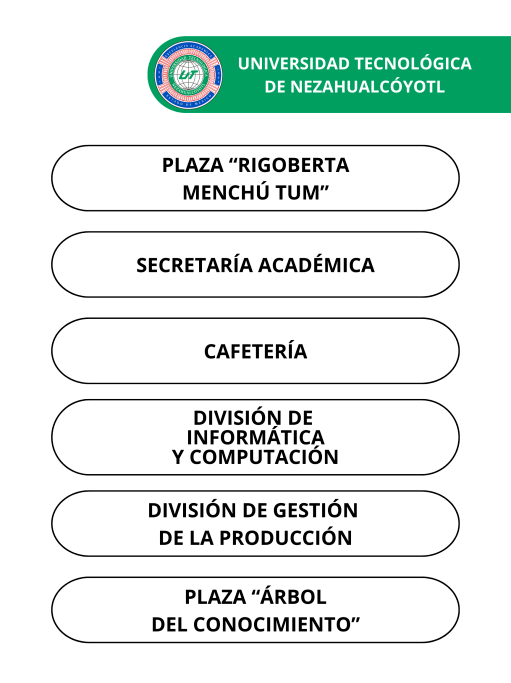 UNIVERSIDAD TECNOLÓGICA
DE NEZAHUALCÓYOTL
PLAZA “RIGOBERTA
MENCHÚ TUM”
SECRETARÍA ACADÉMICA
CAFETERÍA
DIVISIÓN DE
INFORMÁTICA
Y COMPUTACIÓN
DIVISIÓN DE GESTIÓN
DE LA PRODUCCIÓN
PLAZA “ÁRBOL
DEL CONOCIMIENTO”